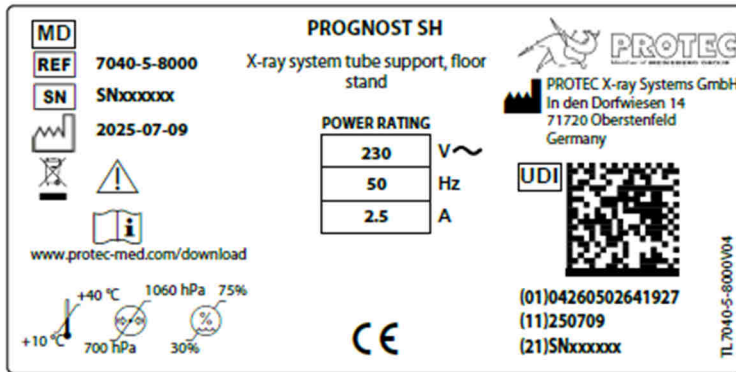 MD
REF 7040-5-8000
SN SNxxxxxx
2025-07-09
www.protec-med.com/download
+40 °C
+10 °C
1060 hPa
700 hPa
75%
%
30%
PROGNOST SH
X-ray system tube support, floor
stand
POWER RATING
230 V~
50 Hz
2.5 A
CE
PROTEC
PROTEC X-ray Systems GmbH
In den Dorfwiesen 14
71720 Oberstenfeld
Germany
UDI
(01)04260502641927
(11)250709
(21)SNxxxxxx
TL7040-5-8000V04